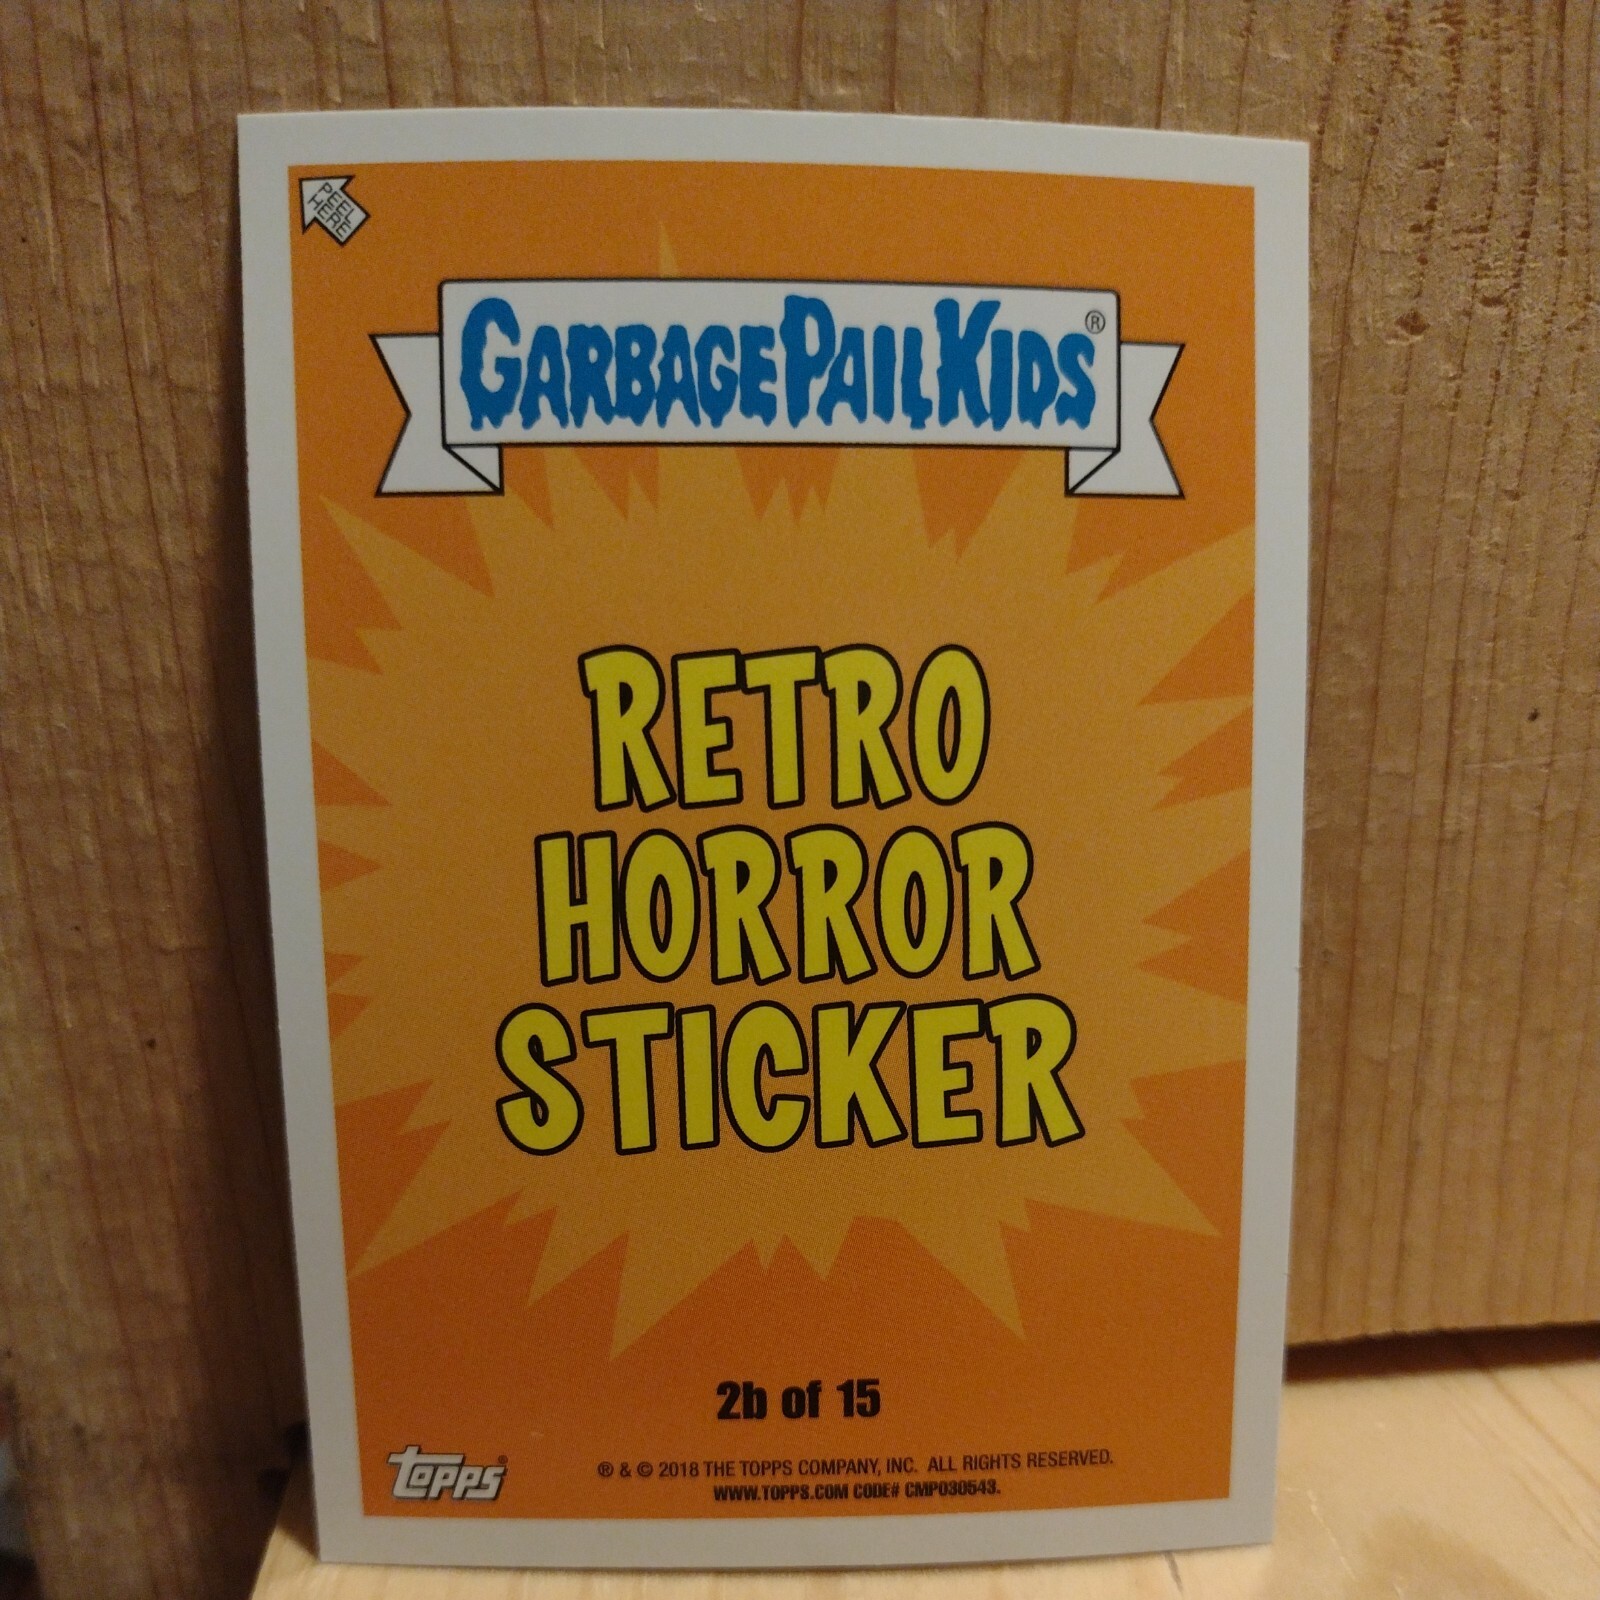 PEEL
HERE
GARBAGE PAIL KIDS®
RETRO
HORROR
STICKER
2b of 15
topps®
® & © 2018 THE TOPPS COMPANY, INC. ALL RIGHTS RESERVED.
WWW.TOPPS.COM CODE# CMP030543.